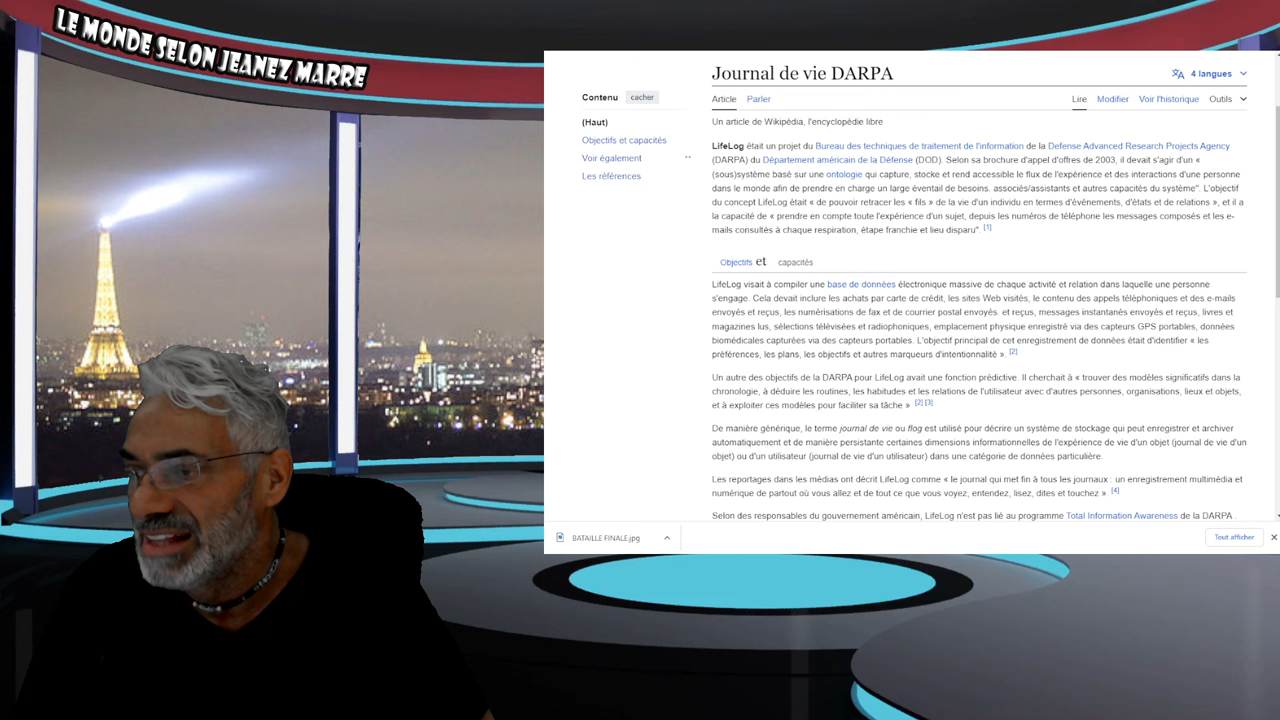 LE MONDE SELON JEANEZ MARRE
Journal de vie DARPA
4 langues
Contenu cacher
Article Parler
Lire Modifier Voir l'historique Outils
(Haut)
Objectifs et capacités
Voir également
Les références
Un article de Wikipédia, l'encyclopédie libre
LifeLog était un projet du Bureau des techniques de traitement de l'information de la Defense Advanced Research Projects Agency
(DARPA) du Département américain de la Défense (DOD). Selon sa brochure d'appel d'offres de 2003, il devait s'agir d'un «
(sous)système basé sur une ontologie qui capture, stocke et rend accessible le flux de l'expérience et des interactions d'une personne
dans le monde afin de prendre en charge un large éventail de besoins. associés/assistants et autres capacités du système". L'objectif
du concept LifeLog était « de pouvoir retracer les « fils » de la vie d'un individu en termes d'événements, d'états et de relations », et il a
la capacité de « prendre en compte toute l'expérience d'un sujet, depuis les numéros de téléphone les messages composés et les e-
mails consultés à chaque respiration, étape franchie et lieu disparu". [1]
Objectifs et capacités
LifeLog visait à compiler une base de données électronique massive de chaque activité et relation dans laquelle une personne
s'engage. Cela devait inclure les achats par carte de crédit, les sites Web visités, le contenu des appels téléphoniques et des e-mails
envoyés et reçus, les numérisations de fax et de courrier postal envoyés. et reçus, messages instantanés envoyés et reçus, livres et
magazines lus, sélections télévisées et radiophoniques, emplacement physique enregistré via des capteurs GPS portables, données
biomédicales capturées via des capteurs portables. L'objectif principal de cet enregistrement de données était d'identifier « les
préférences, les plans, les objectifs et autres marqueurs d'intentionnalité ». [2]
Un autre des objectifs de la DARPA pour LifeLog avait une fonction prédictive. Il cherchait à « trouver des modèles significatifs dans la
chronologie, à déduire les routines, les habitudes et les relations de l'utilisateur avec d'autres personnes, organisations, lieux et objets,
et à exploiter ces modèles pour faciliter sa tâche » [2] [3]
De manière générique, le terme journal de vie ou flog est utilisé pour décrire un système de stockage qui peut enregistrer et archiver
automatiquement et de manière persistante certaines dimensions informationnelles de l'expérience de vie d'un objet (journal de vie d'un
objet) ou d'un utilisateur (journal de vie d'un utilisateur) dans une catégorie de données particulière.
Les reportages dans les médias ont décrit LifeLog comme « le journal qui met fin à tous les journaux : un enregistrement multimédia et
numérique de partout où vous allez et de tout ce que vous voyez, entendez, lisez, dites et touchez ». [4]
Selon des responsables du gouvernement américain, LifeLog n'est pas lié au programme Total Information Awareness de la DARPA .
BATAILLE FINALE.jpg
Tout afficher